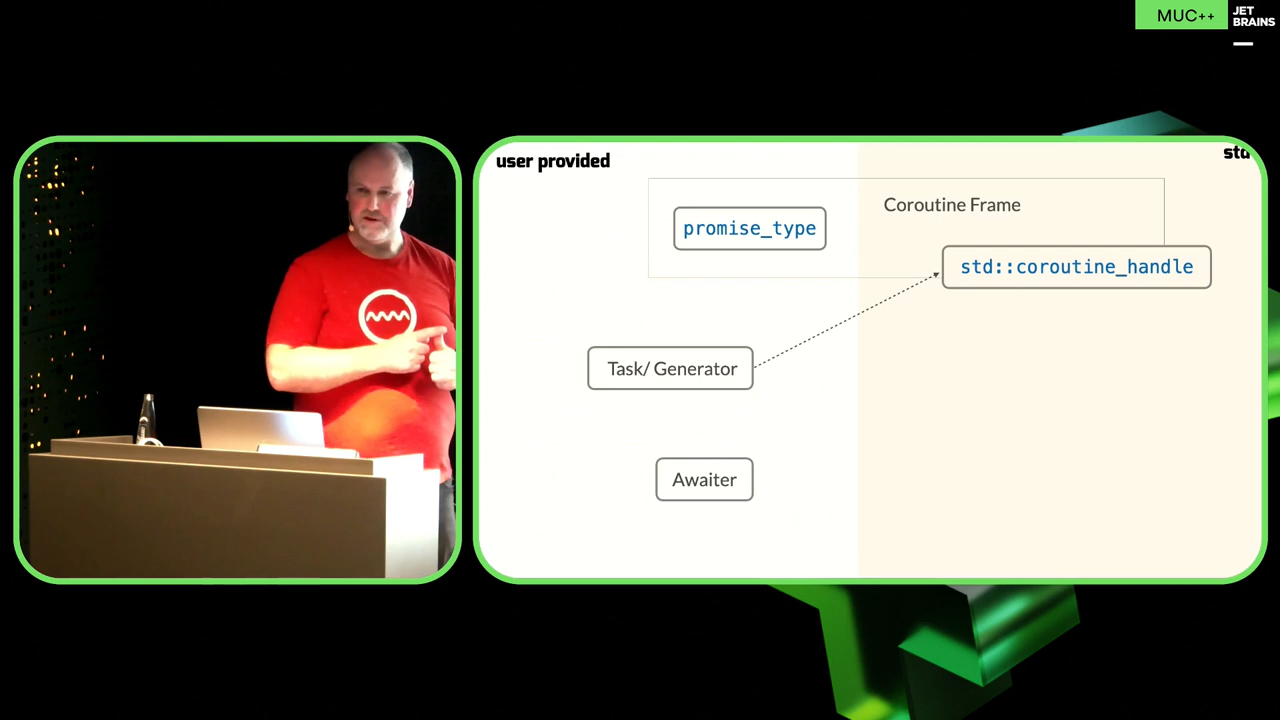 MUC++
JET
BRAINS
user provided
std
Coroutine Frame
promise_type
std::coroutine_handle
Task/ Generator
Awaiter